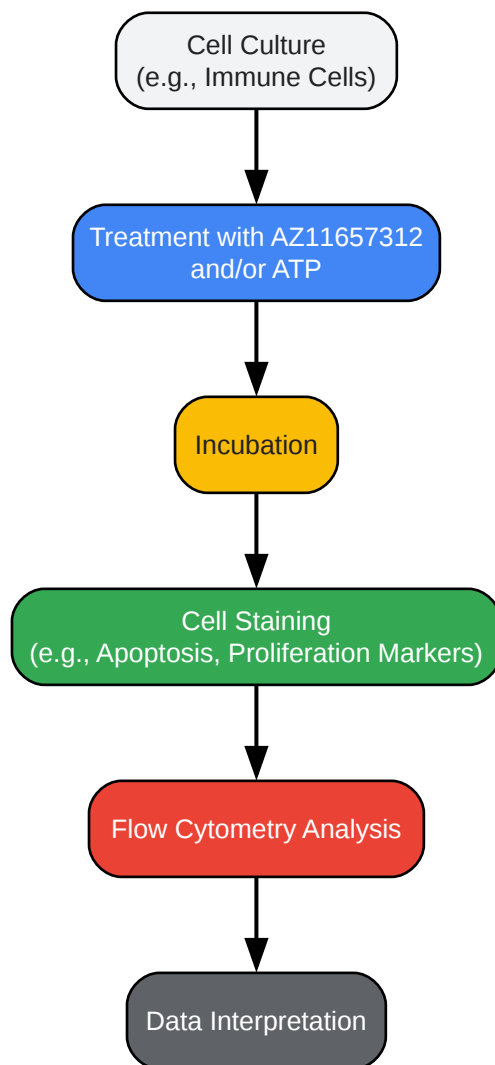 Cell Culture
(e.g., Immune Cells)
Treatment with AZ11657312
and/or ATP
Incubation
Cell Staining
(e.g., Apoptosis, Proliferation Markers)
Flow Cytometry Analysis
Data Interpretation